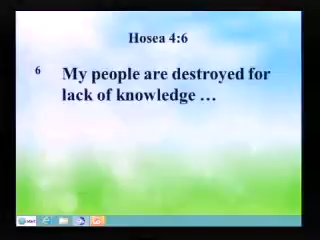 Hosea 4:6
6 My people are destroyed for
lack of knowledge …